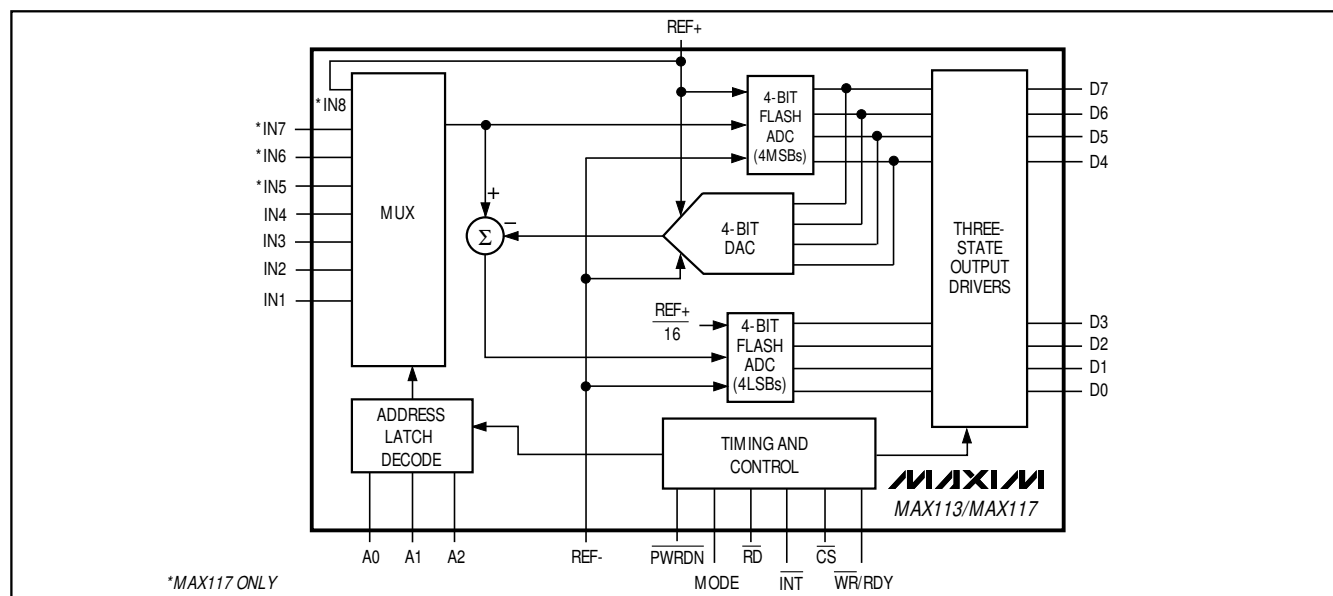 REF+
*IN8
*IN7
*IN6
*IN5
IN4
IN3
IN2
IN1
MUX
4-BIT
FLASH
ADC
(4MSBs)
+
−
Σ
4-BIT
DAC
REF+
16
4-BIT
FLASH
ADC
(4LSBs)
THREE-
STATE
OUTPUT
DRIVERS
D7
D6
D5
D4
D3
D2
D1
D0
ADDRESS
LATCH
DECODE
TIMING AND
CONTROL
MAXIM
MAX113/MAX117
A0
A1
A2
REF-
PWRDN
MODE
RD
INT
CS
WR/RDY
*MAX117 ONLY